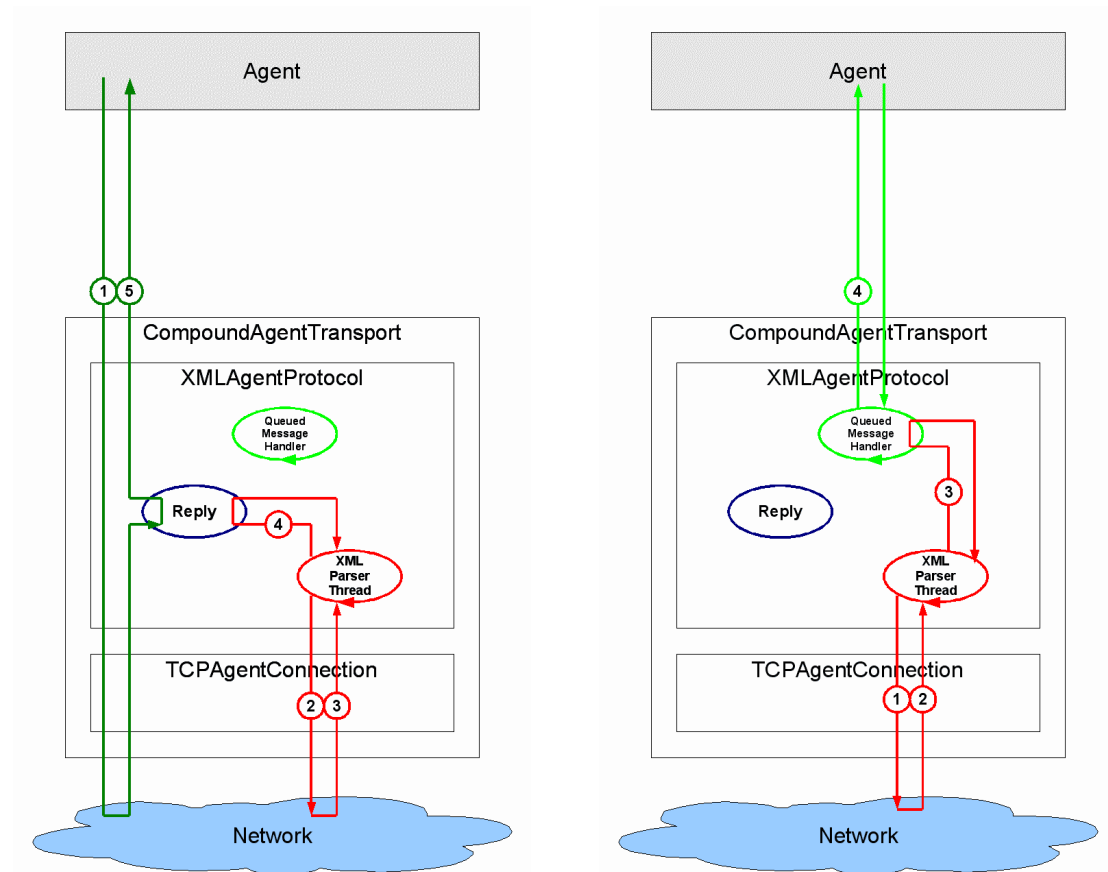 Agent
1
5
CompoundAgentTransport
XMLAgentProtocol
Queued
Message
Handler
Reply
4
XML
Parser
Thread
TCPAgentConnection
2
3
Network
Agent
4
CompoundAgentTransport
XMLAgentProtocol
Queued
Message
Handler
3
Reply
XML
Parser
Thread
TCPAgentConnection
1
2
Network